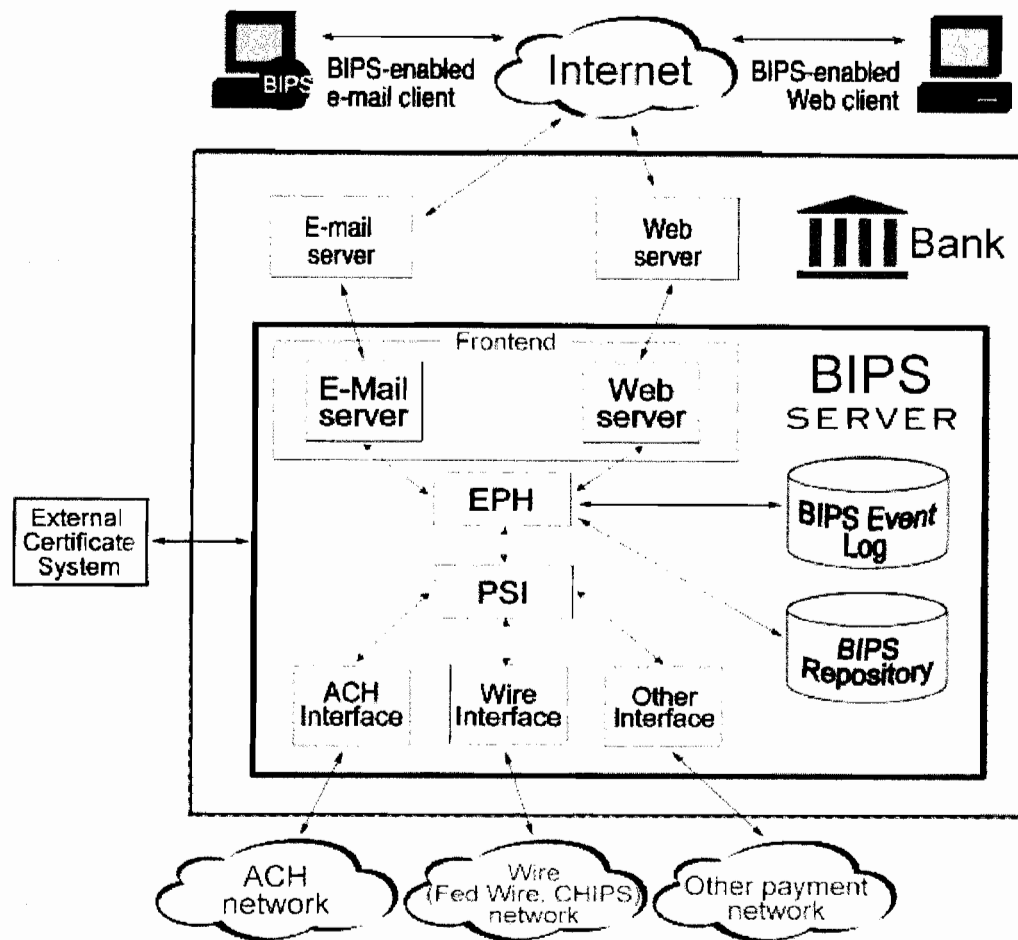 BIPS
BIPS-enabled
e-mail client
Internet
BIPS-enabled
Web client
E-mail
server
Web
server
Bank
Frontend
E-Mail
server
Web
server
BIPS
SERVER
EPH
BIPS Event
Log
External
Certificate
System
PSI
BIPS
Repository
ACH
Interface
Wire
Interface
Other
Interface
ACH
network
Wire
(Fed Wire, CHIPS)
network
Other payment
network